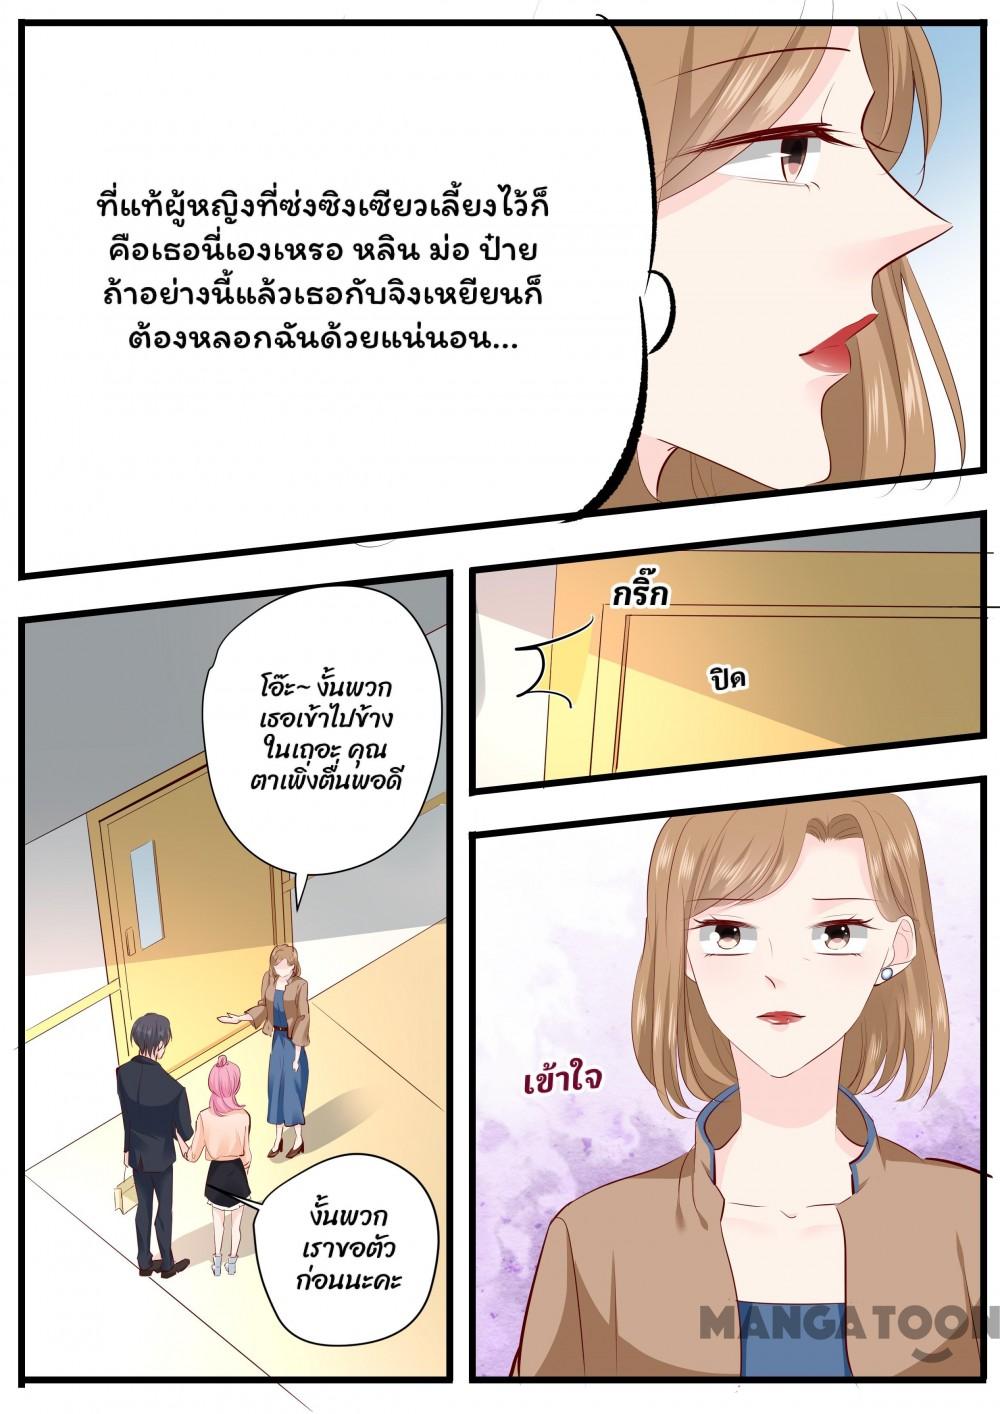 ที่แท้ผู้หญิงที่ซ่งซิงเซียวเลี้ยงไว้ก็
คือเธอนี่เองเหรอ หลิน ม่อ ป๋าย
ถ้าอย่างนี้แล้วเธอกับจิงเหยียนก็
ต้องหลอกฉันด้วยแน่นอน...
โอ๊ะ~ งั้นพวก
เธอเข้าไปข้าง
ในเถอะ คุณ
ตาเพิ่งตื่นพอดี
งั้นพวก
เราขอตัว
ก่อนนะคะ
กริ๊ก
ปิด
เข้าใจ
MANGATOON